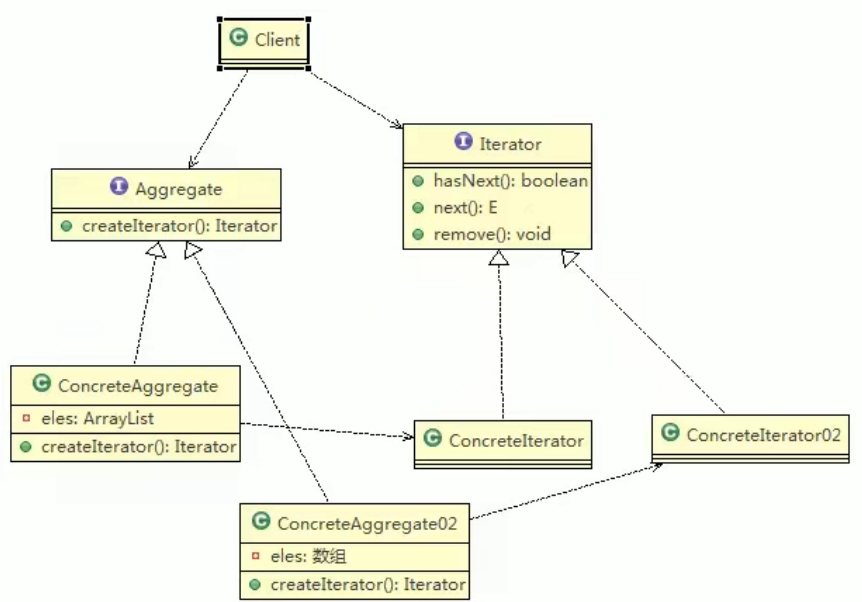 Client
Iterator
hasNext(): boolean
next(): E
remove(): void
Aggregate
createIterator(): Iterator
ConcreteAggregate
eles: ArrayList
createIterator(): Iterator
ConcreteIterator
ConcreteIterator02
ConcreteAggregate02
eles: 数组
createIterator(): Iterator